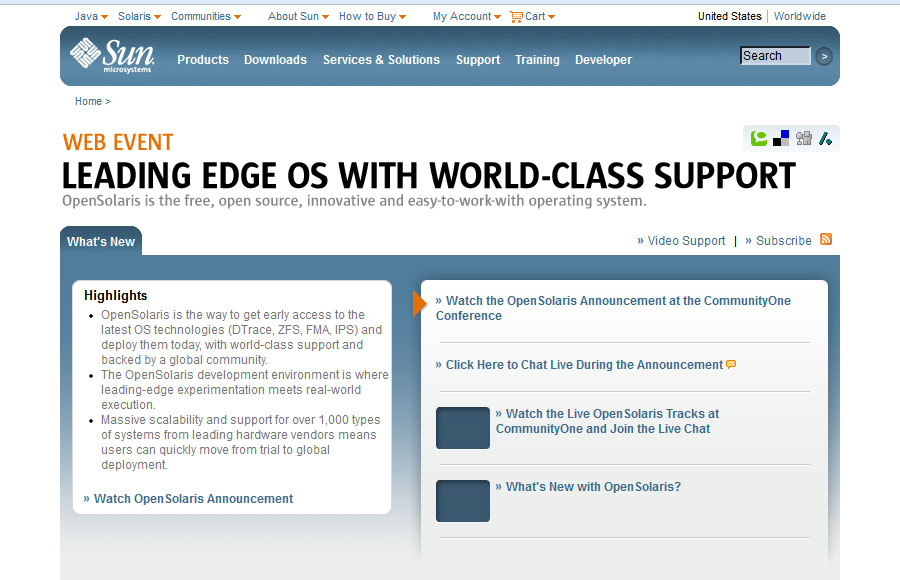 Java Solaris Communities About Sun How to Buy My Account Cart United States | Worldwide
Sun
microsystems
Products Downloads Services & Solutions Support Training Developer Search >
Home >
WEB EVENT
LEADING EDGE OS WITH WORLD-CLASS SUPPORT
OpenSolaris is the free, open source, innovative and easy-to-work-with operating system.
What's New » Video Support | » Subscribe
Highlights
• OpenSolaris is the way to get early access to the
latest OS technologies (DTrace, ZFS, FMA, IPS) and
deploy them today, with world-class support and
backed by a global community.
• The OpenSolaris development environment is where
leading-edge experimentation meets real-world
execution.
• Massive scalability and support for over 1,000 types
of systems from leading hardware vendors means
users can quickly move from trial to global
deployment.
» Watch OpenSolaris Announcement
» Watch the OpenSolaris Announcement at the CommunityOne
Conference
» Click Here to Chat Live During the Announcement
» Watch the Live OpenSolaris Tracks at
CommunityOne and Join the Live Chat
» What's New with OpenSolaris?